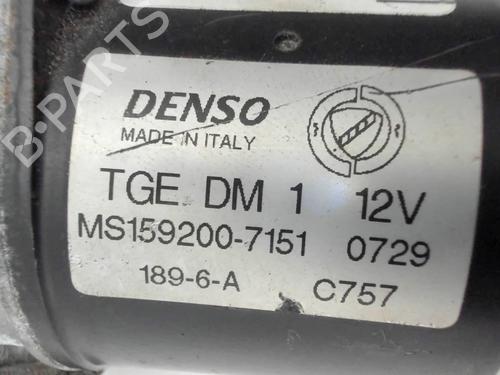 B-PARTS
DENSO
MADE IN ITALY
TGE DM 1 12V
MS159200-7151 0729
189-6-A C757